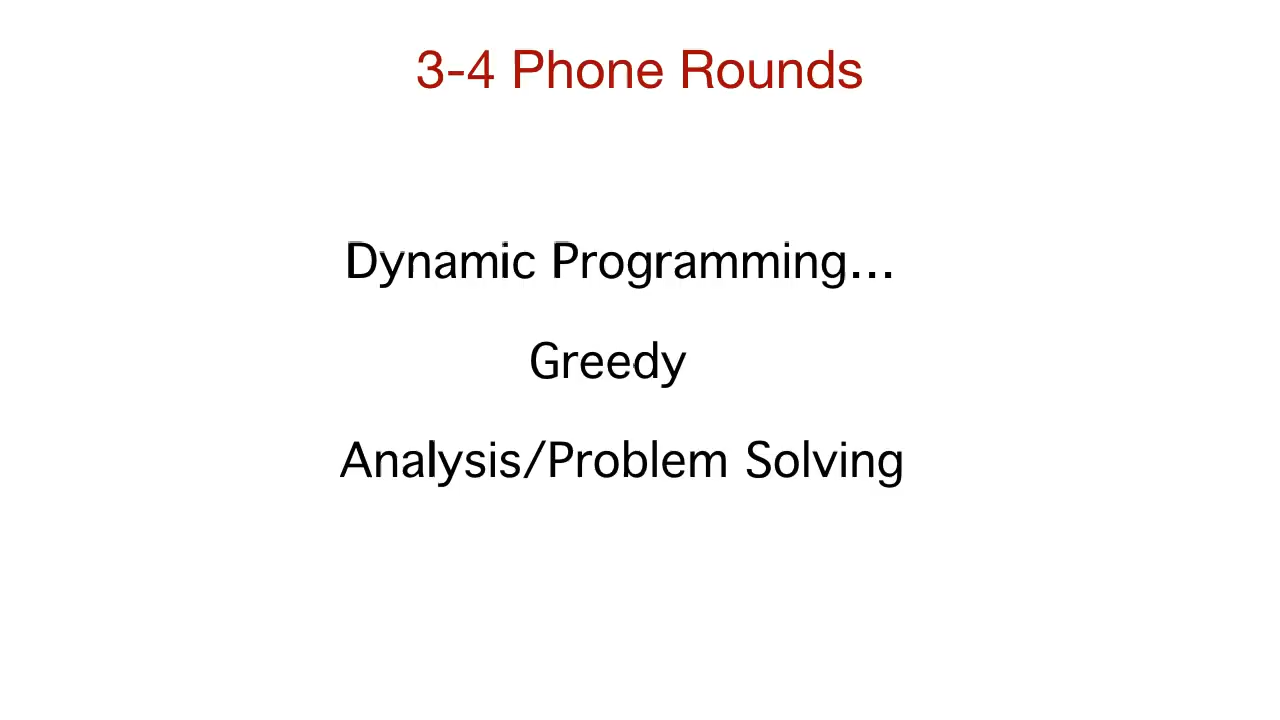 3-4 Phone Rounds
Dynamic Programming...
Greedy
Analysis/Problem Solving